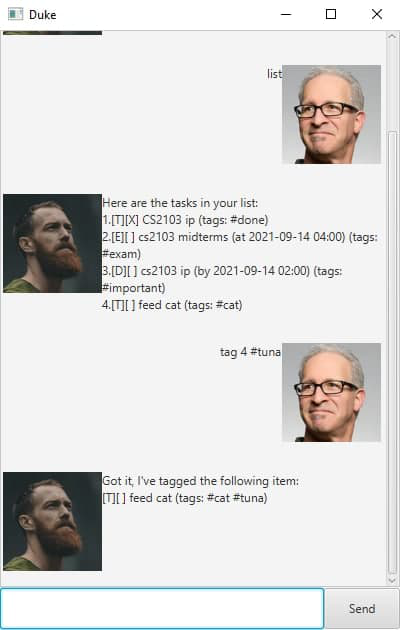 Duke
list
Here are the tasks in your list:
1.[T][X] CS2103 ip (tags: #done)
2.[E][ ] cs2103 midterms (at 2021-09-14 04:00) (tags:
#exam)
3.[D][ ] cs2103 ip (by 2021-09-14 02:00) (tags:
#important)
4.[T][ ] feed cat (tags: #cat)
tag 4 #tuna
Got it, I've tagged the following item:
[T][ ] feed cat (tags: #cat #tuna)
Send